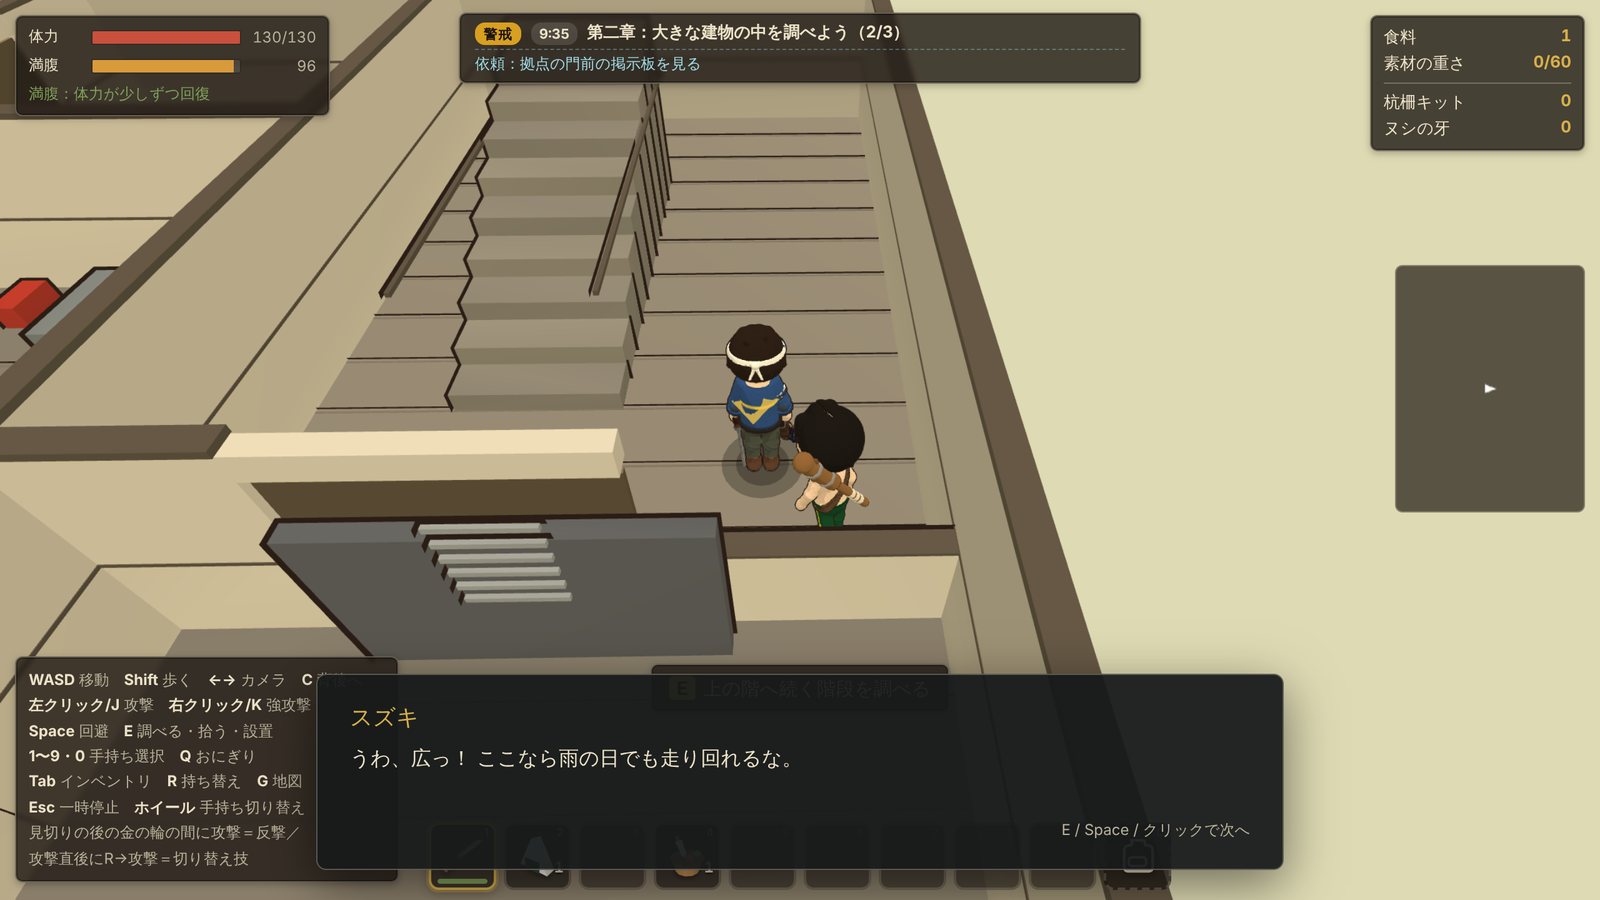 体力 130/130
満腹 96
満腹：体力が少しずつ回復
警戒 9:35 第二章：大きな建物の中を調べよう（2/3）
依頼：拠点の門前の掲示板を見る
食料 1
素材の重さ 0/60
杭柵キット 0
ヌシの牙 0
E 上の階へ続く階段を調べる
スズキ
うわ、広っ！ ここなら雨の日でも走り回れるな。
E / Space / クリックで次へ
WASD 移動 Shift 歩く ←→ カメラ C 背後へ
左クリック/J 攻撃 右クリック/K 強攻撃
Space 回避 E 調べる・拾う・設置
1〜9・0 手持ち選択 Q おにぎり
Tab インベントリ R 持ち替え G 地図
Esc 一時停止 ホイール 手持ち切り替え
見切りの後の金の輪の間に攻撃＝反撃／
攻撃直後にR→攻撃＝切り替え技
1 1